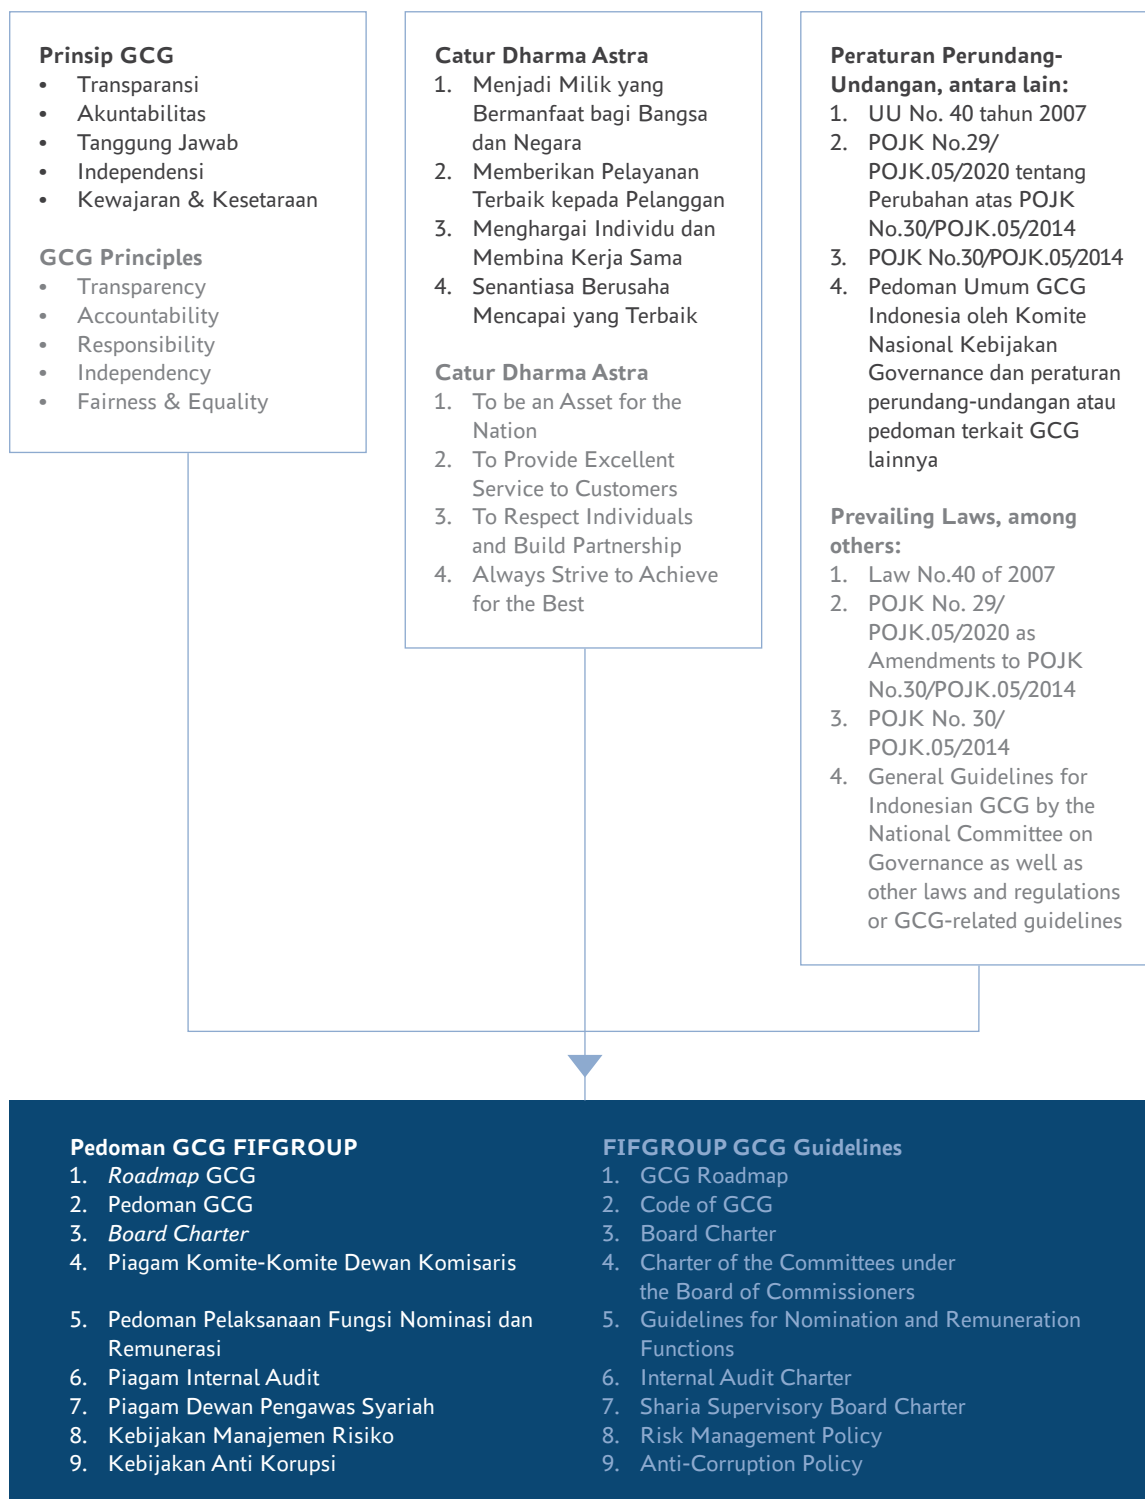 Prinsip GCG
• Transparansi
• Akuntabilitas
• Tanggung Jawab
• Independensi
• Kewajaran & Kesetaraan
GCG Principles
• Transparency
• Accountability
• Responsibility
• Independency
• Fairness & Equality
Catur Dharma Astra
1. Menjadi Milik yang
Bermanfaat bagi Bangsa
dan Negara
2. Memberikan Pelayanan
Terbaik kepada Pelanggan
3. Menghargai Individu dan
Membina Kerja Sama
4. Senantiasa Berusaha
Mencapai yang Terbaik
Catur Dharma Astra
1. To be an Asset for the
Nation
2. To Provide Excellent
Service to Customers
3. To Respect Individuals
and Build Partnership
4. Always Strive to Achieve
for the Best
Peraturan Perundang-
Undangan, antara lain:
1. UU No. 40 tahun 2007
2. POJK No.29/
POJK.05/2020 tentang
Perubahan atas POJK
No.30/POJK.05/2014
3. POJK No.30/POJK.05/2014
4. Pedoman Umum GCG
Indonesia oleh Komite
Nasional Kebijakan
Governance dan peraturan
perundang-undangan atau
pedoman terkait GCG
lainnya
Prevailing Laws, among
others:
1. Law No.40 of 2007
2. POJK No. 29/
POJK.05/2020 as
Amendments to POJK
No.30/POJK.05/2014
3. POJK No. 30/
POJK.05/2014
4. General Guidelines for
Indonesian GCG by the
National Committee on
Governance as well as
other laws and regulations
or GCG-related guidelines
Pedoman GCG FIFGROUP
1. Roadmap GCG
2. Pedoman GCG
3. Board Charter
4. Piagam Komite-Komite Dewan Komisaris
5. Pedoman Pelaksanaan Fungsi Nominasi dan
Remunerasi
6. Piagam Internal Audit
7. Piagam Dewan Pengawas Syariah
8. Kebijakan Manajemen Risiko
9. Kebijakan Anti Korupsi
FIFGROUP GCG Guidelines
1. GCG Roadmap
2. Code of GCG
3. Board Charter
4. Charter of the Committees under
the Board of Commissioners
5. Guidelines for Nomination and Remuneration
Functions
6. Internal Audit Charter
7. Sharia Supervisory Board Charter
8. Risk Management Policy
9. Anti-Corruption Policy